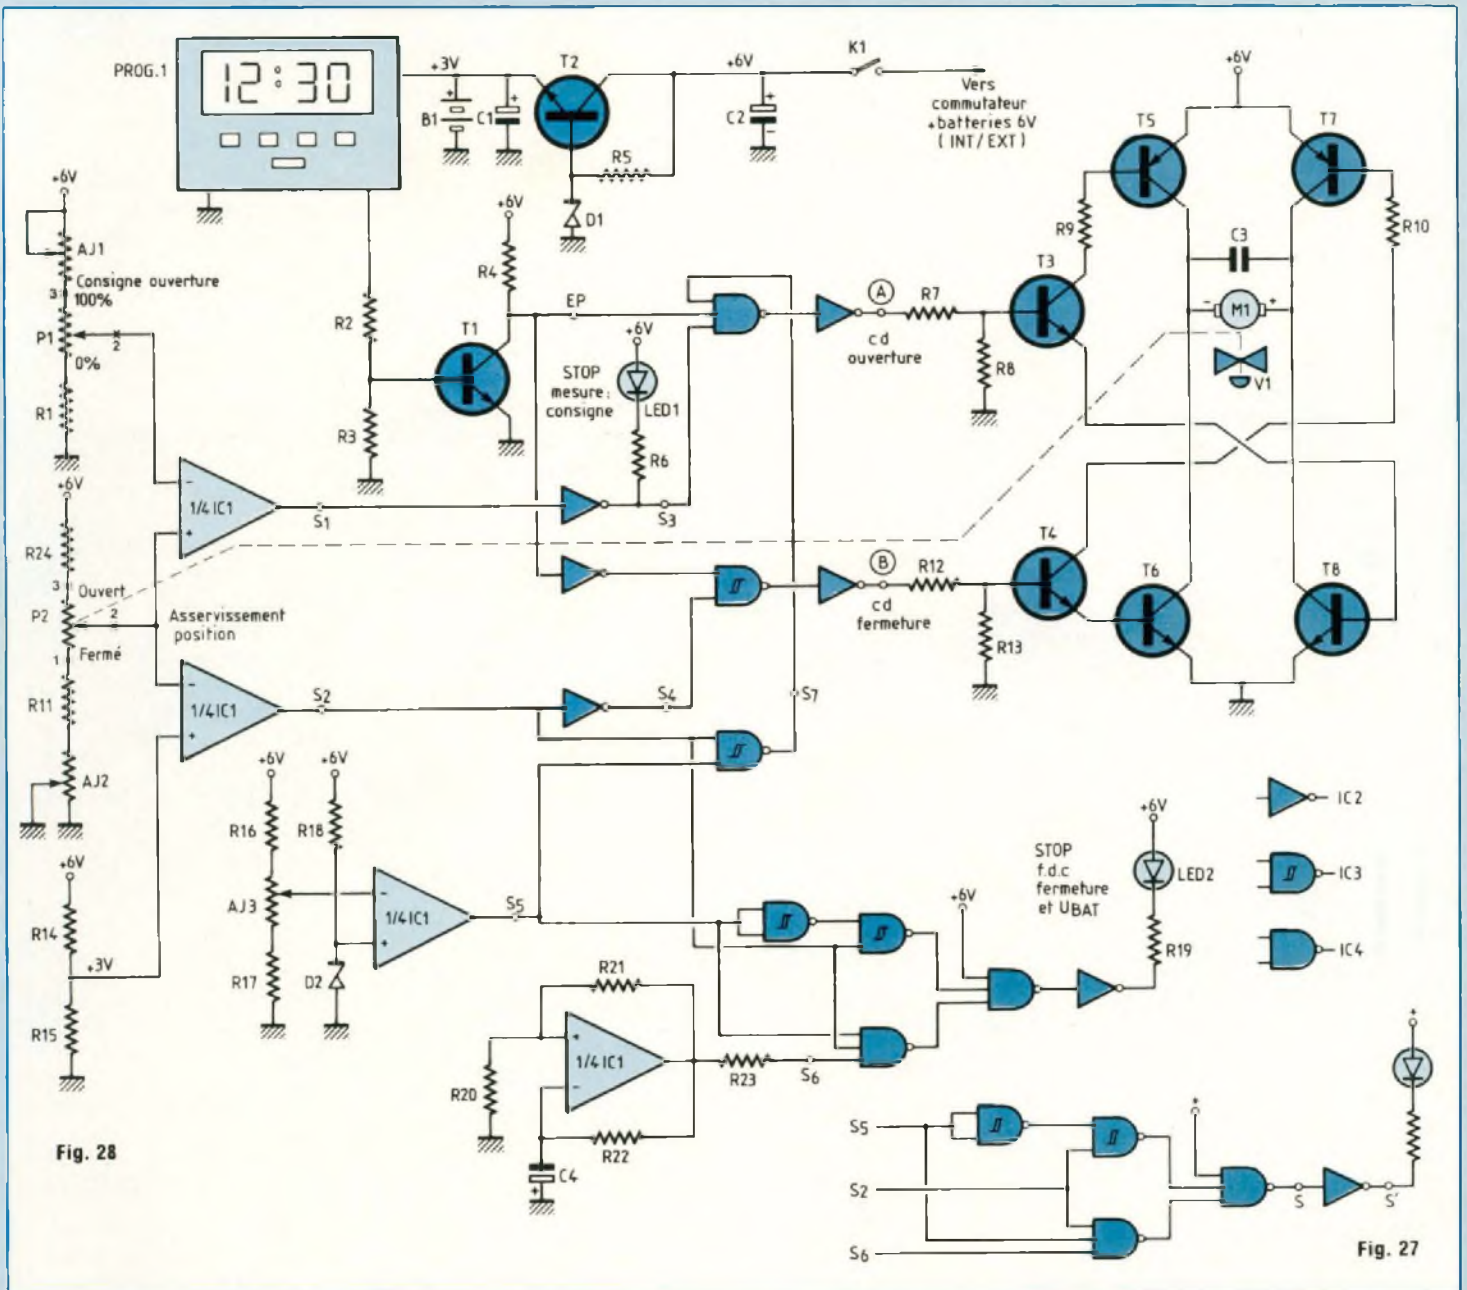 PROG.1
12:30
+3V
B1
C1
T2
+6V
K1
Vers
commutateur
+batteries 6V
(INT/EXT)
C2
R5
D1
+6V
T5
T7
R9
R10
C3
T3
- M1 +
V1
+6V
AJ1
Consigne ouverture
3
100%
P1
2
0%
R1
R2
R3
+6V
R4
EP
T1
STOP
mesure:
consigne
+6V
LED1
R6
A
cd
ouverture
R7
R8
+6V
R24
3
Ouvert
P2
2
Asservissement
position
1
Fermé
R11
AJ2
-
1/4 IC1
+
S1
S3
-
1/4 IC1
+
S2
S4
S7
B
cd
fermeture
R12
R13
T4
T6
T8
+6V
R14
+3V
R15
+6V
R16
AJ3
R17
+6V
R18
D2
-
1/4 IC1
+
S5
R21
+
1/4 IC1
-
R20
R22
C4
+
R23
S6
+6V
STOP
f.d.c
fermeture
et UBAT
+6V
LED2
R19
IC2
IC3
IC4
Fig. 28
S5
S2
S6
+
S
S'
+
Fig. 27